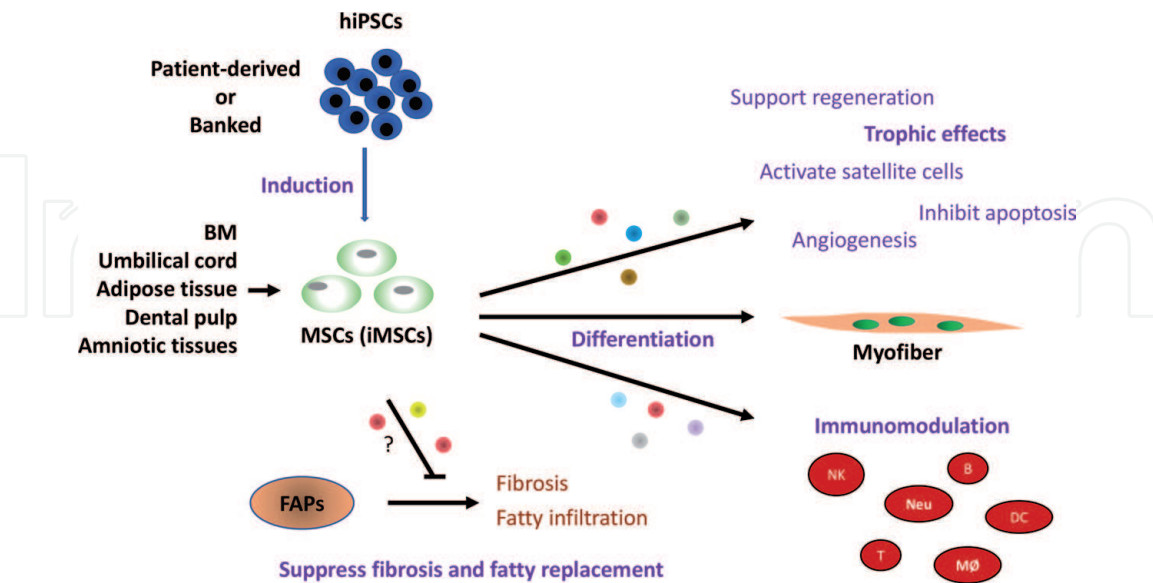 hiPSCs
Patient-derived
or
Banked
Induction
BM
Umbilical cord
Adipose tissue
Dental pulp
Amniotic tissues
MSCs (iMSCs)
Support regeneration
Trophic effects
Activate satellite cells
Inhibit apoptosis
Angiogenesis
Differentiation
Myofiber
Immunomodulation
NK
B
Neu
DC
T
MØ
?
FAPs
Fibrosis
Fatty infiltration
Suppress fibrosis and fatty replacement